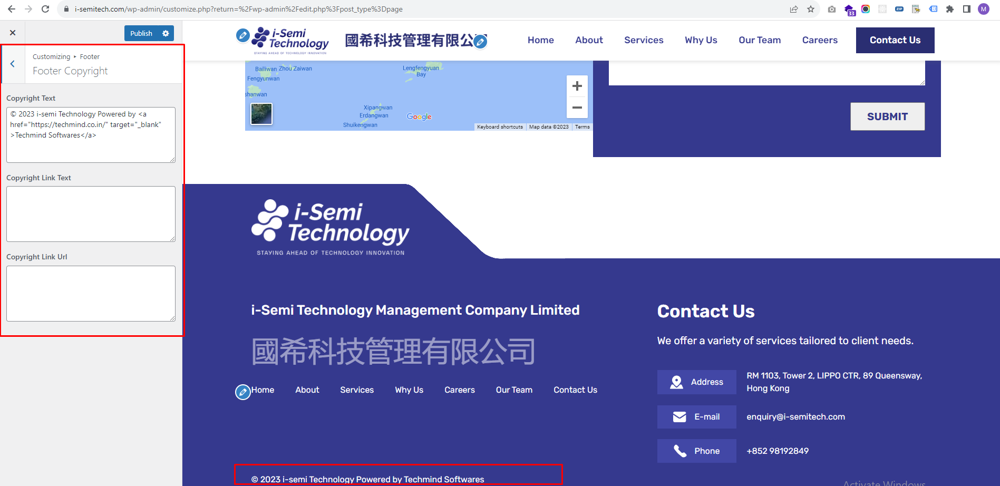 i-semitech.com/wp-admin/customize.php?return=%2Fwp-admin%2Fedit.php%3Fpost_type%3Dpage
33
ZIP
M
Publish
Customizing ▸ Footer
Footer Copyright
Copyright Text
© 2023 i-semi Technology Powered by <a
href="https://techmind.co.in/" target="_blank"
>Techmind Softwares</a>
Copyright Link Text
Copyright Link Url
i-Semi
Technology
STAYING AHEAD OF TECHNOLOGY INNOVATION
國希科技管理有限公
Home
About
Services
Why Us
Our Team
Careers
Contact Us
Bailiwan
Zhou Zaiwan
Fengyunwan
shanwan
Lengfengyuan
Bay
Xipangwan
Erdangwan
Shuikengwan
Google
Keyboard shortcuts
Map data ©2023
Terms
SUBMIT
i-Semi
Technology
STAYING AHEAD OF TECHNOLOGY INNOVATION
i-Semi Technology Management Company Limited
國希科技管理有限公司
Home
About
Services
Why Us
Careers
Our Team
Contact Us
© 2023 i-semi Technology Powered by Techmind Softwares
Contact Us
We offer a variety of services tailored to client needs.
Address
RM 1103, Tower 2, LIPPO CTR, 89 Queensway,
Hong Kong
E-mail
enquiry@i-semitech.com
Phone
+852 98192849
Activate Windows